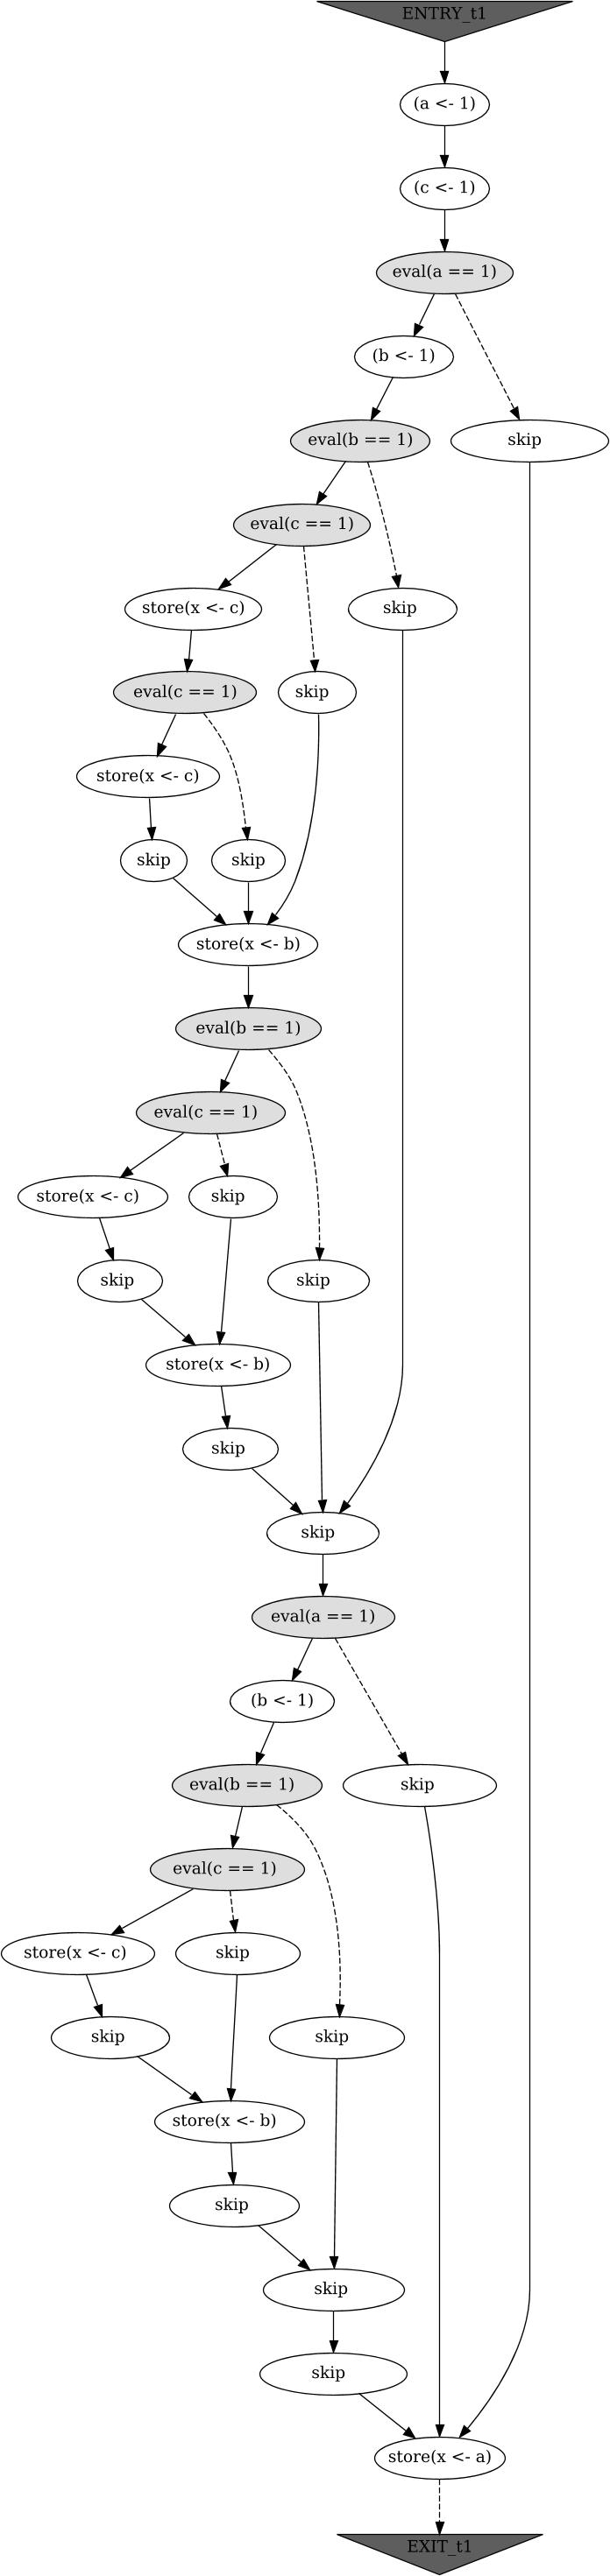 ENTRY_t1
(a <- 1)
(c <- 1)
eval(a == 1)
(b <- 1)
eval(b == 1)
skip
eval(c == 1)
store(x <- c)
skip
eval(c == 1)
skip
store(x <- c)
skip
skip
store(x <- b)
eval(b == 1)
eval(c == 1)
store(x <- c)
skip
skip
skip
store(x <- b)
skip
skip
eval(a == 1)
(b <- 1)
eval(b == 1)
skip
eval(c == 1)
store(x <- c)
skip
skip
skip
store(x <- b)
skip
skip
skip
store(x <- a)
EXIT_t1